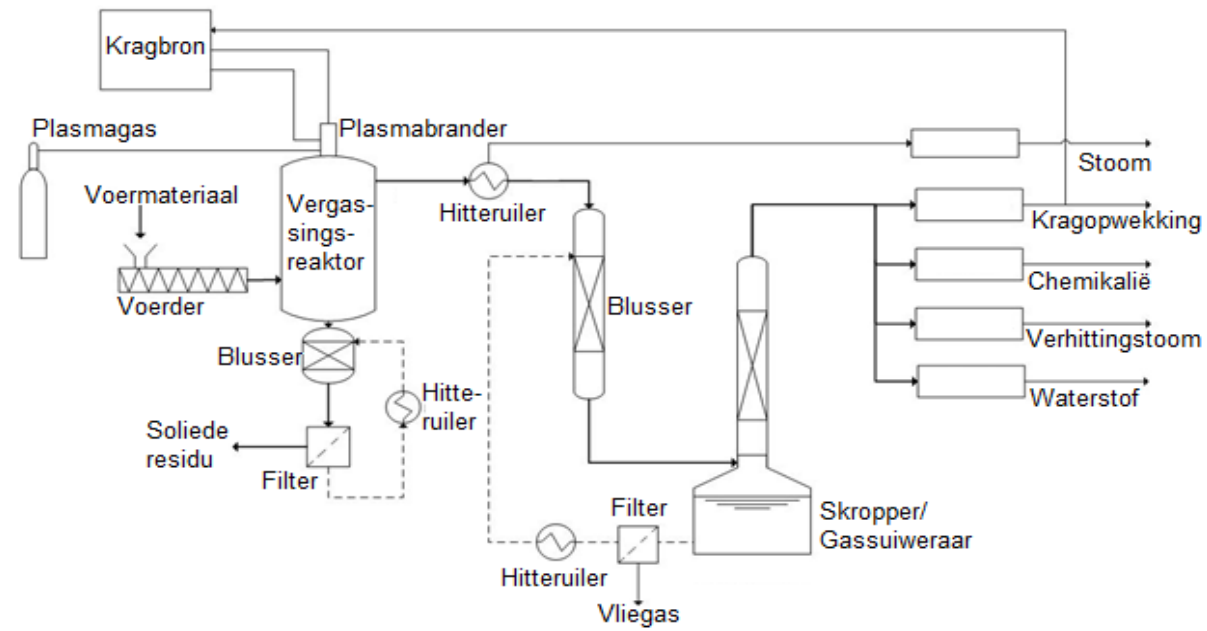 Kragbron
Plasmagas
Plasmabrander
Stoom
Voermateriaal
Hitteruiler
Vergas-
sings-
reaktor
Kragopwekking
Voerder
Blusser
Chemikalië
Blusser
Verhittingstoom
Hitte-
ruiler
Waterstof
Soliede
residu
Filter
Filter
Skropper/
Gassuiweraar
Hitteruiler
Vliegas